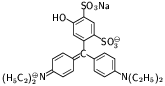 SO₃Na
HO
SO₃⊖
C
(H₅C₂)₂N⊕
N(C₂H₅)₂